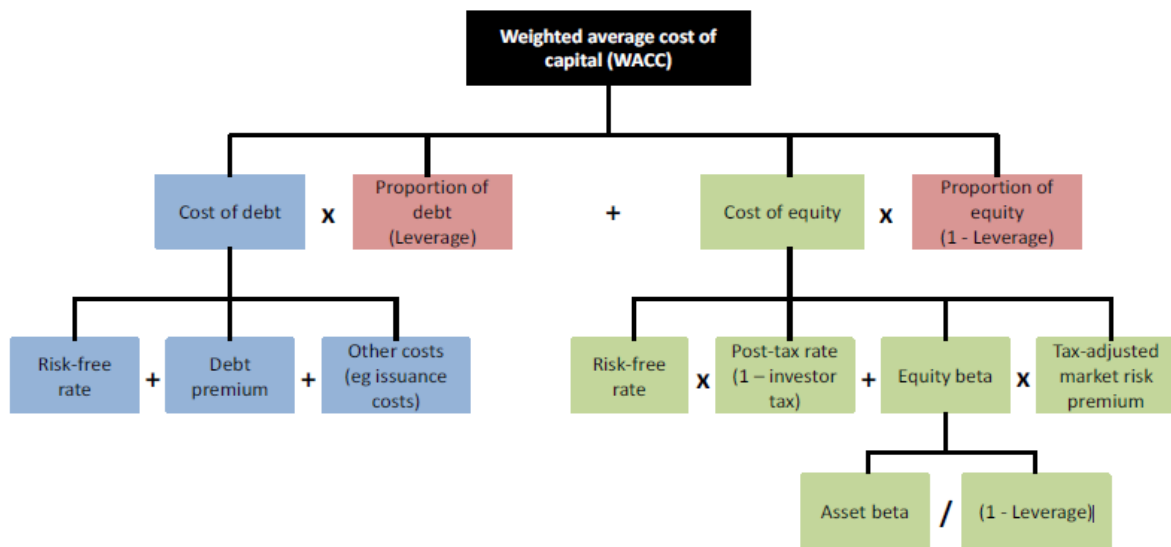 Weighted average cost of
capital (WACC)
Cost of debt
x
Proportion of
debt
(Leverage)
+
Cost of equity
x
Proportion of
equity
(1 - Leverage)
Risk-free
rate
+
Debt
premium
+
Other costs
(eg issuance
costs)
Risk-free
rate
x
Post-tax rate
(1 – investor
tax)
+
Equity beta
x
Tax-adjusted
market risk
premium
Asset beta
/
(1 - Leverage)